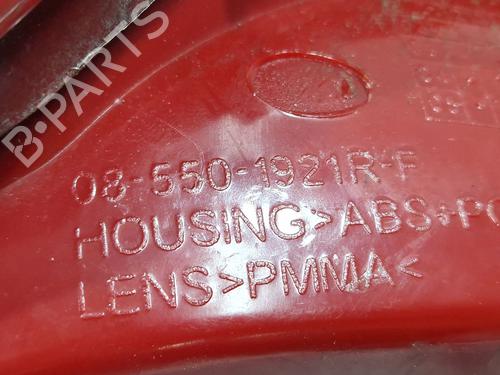 B·PARTS
08-550-1921R-F
HOUSING>ABS+PC
LENS>PMMA<